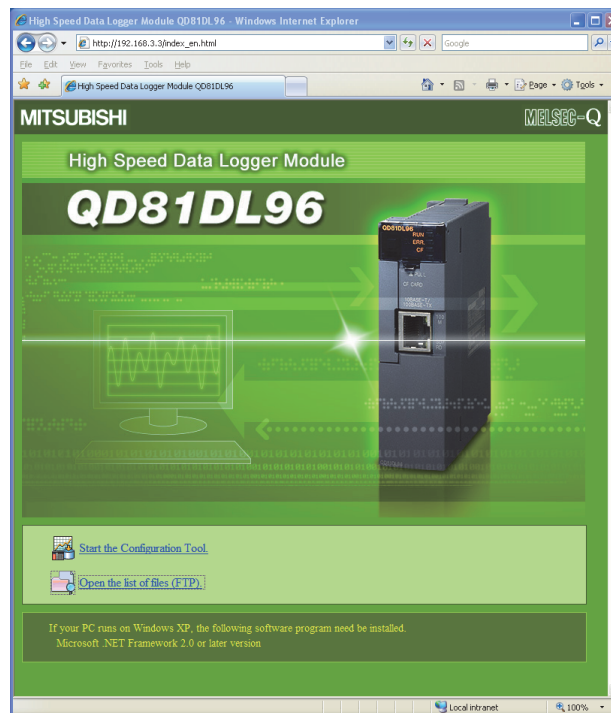 High Speed Data Logger Module QD81DL96 - Windows Internet Explorer
http://192.168.3.3/index_en.html
Google
File Edit View Favorites Tools Help
High Speed Data Logger Module QD81DL96
Page Tools
MITSUBISHI
MELSEC-Q
High Speed Data Logger Module
QD81DL96
QD81DL96
RUN
ERR.
CF
PULL
CF CARD
Start the Configuration Tool.
Open the list of files (FTP).
If your PC runs on Windows XP, the following software program need be installed.
Microsoft .NET Framework 2.0 or later version
Local intranet
100%